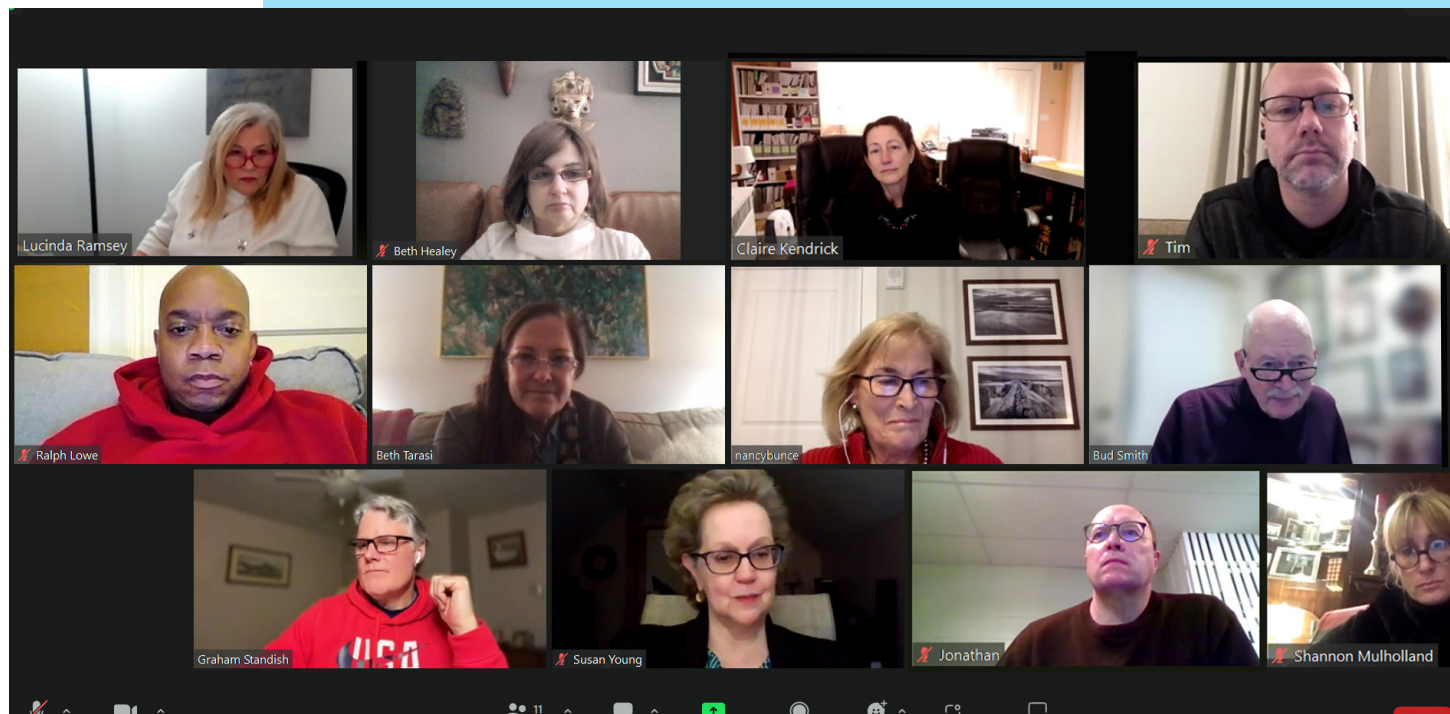 Lucinda Ramsey
Beth Healey
Claire Kendrick
Tim
Ralph Lowe
Beth Tarasi
nancybunce
Bud Smith
USA
Graham Standish
Susan Young
Jonathan
Shannon Mulholland
11